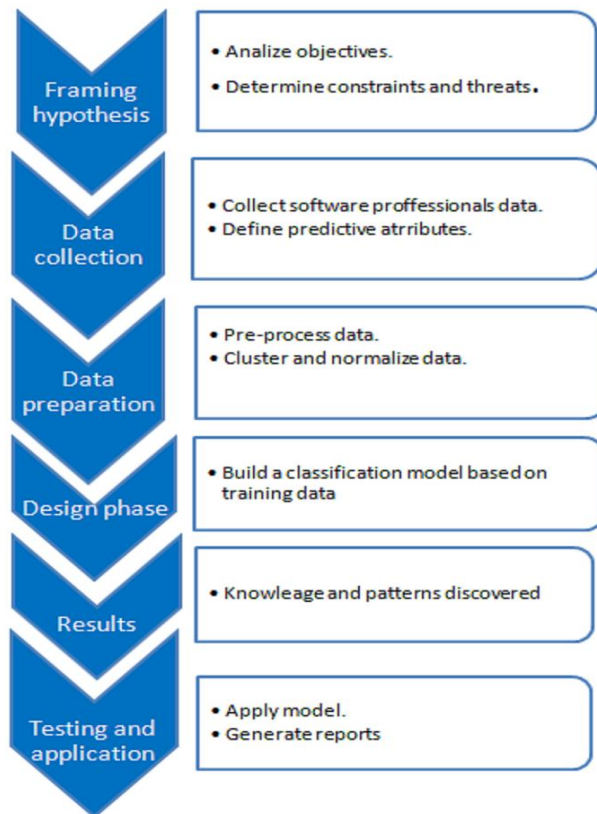 Framing
hypothesis
• Analize objectives.
• Determine constraints and threats.
Data
collection
• Collect software proffessionals data.
• Define predictive atrributes.
Data
preparation
• Pre-process data.
• Cluster and normalize data.
Design phase
• Build a classification model based on
training data
Results
• Knowleage and patterns discovered
Testing and
application
• Apply model.
• Generate reports